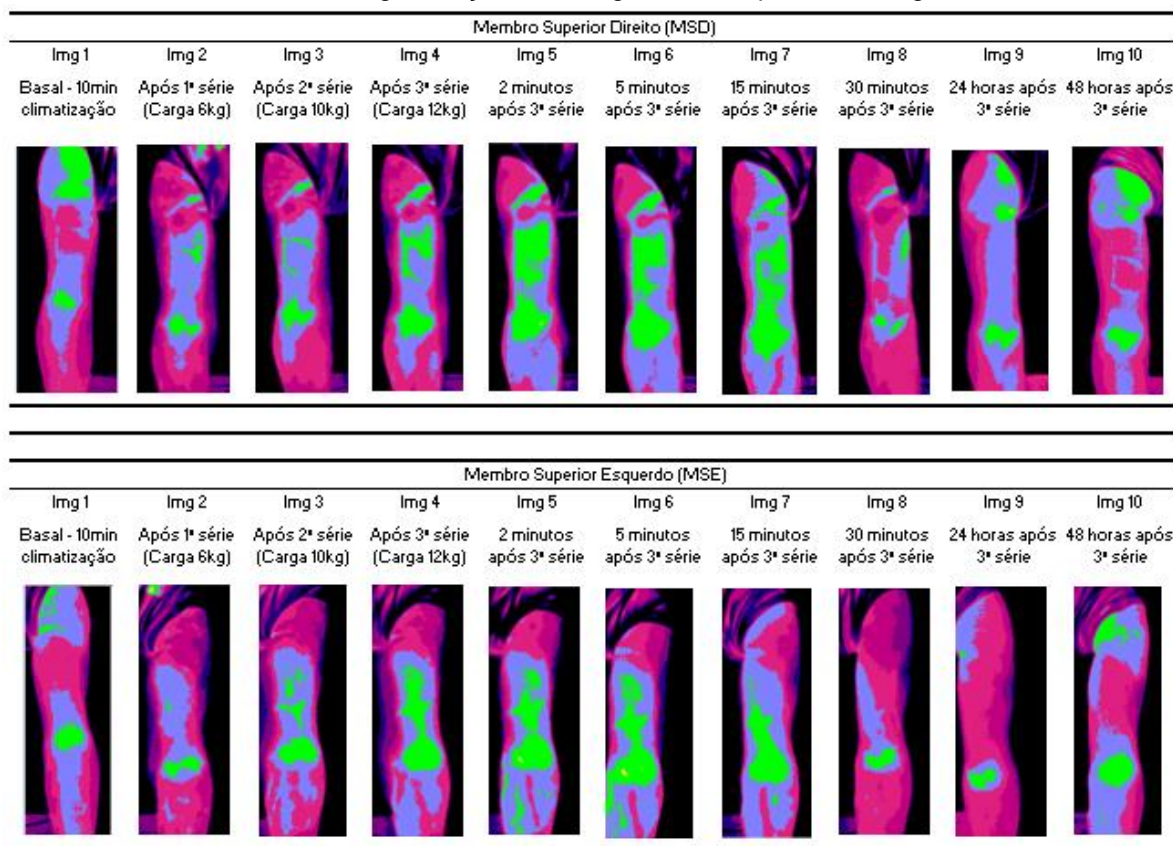 Membro Superior Direito (MSD)
Img 1 Img 2 Img 3 Img 4 Img 5 Img 6 Img 7 Img 8 Img 9 Img 10
Basal - 10min Após 1ª série Após 2ª série Após 3ª série 2 minutos 5 minutos 15 minutos 30 minutos 24 horas após 48 horas após
climatização (Carga 6kg) (Carga 10kg) (Carga 12kg) após 3ª série após 3ª série após 3ª série após 3ª série 3ª série 3ª série
Membro Superior Esquerdo (MSE)
Img 1 Img 2 Img 3 Img 4 Img 5 Img 6 Img 7 Img 8 Img 9 Img 10
Basal - 10min Após 1ª série Após 2ª série Após 3ª série 2 minutos 5 minutos 15 minutos 30 minutos 24 horas após 48 horas após
climatização (Carga 6kg) (Carga 10kg) (Carga 12kg) após 3ª série após 3ª série após 3ª série após 3ª série 3ª série 3ª série